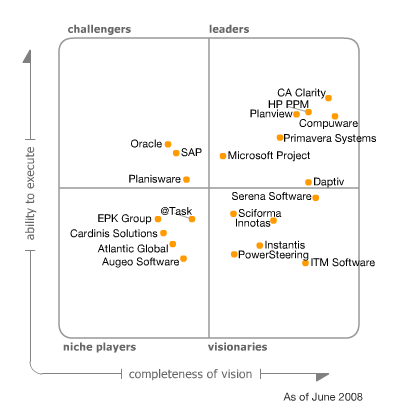 challengers
leaders
CA Clarity
HP PPM
Planview
Compuware
Primavera Systems
Oracle
SAP
Microsoft Project
Planisware
Daptiv
ability to execute
Serena Software
@Task
EPK Group
Sciforma
Innotas
Cardinis Solutions
Atlantic Global
Instantis
Augeo Software
PowerSteering
ITM Software
niche players
visionaries
completeness of vision
As of June 2008